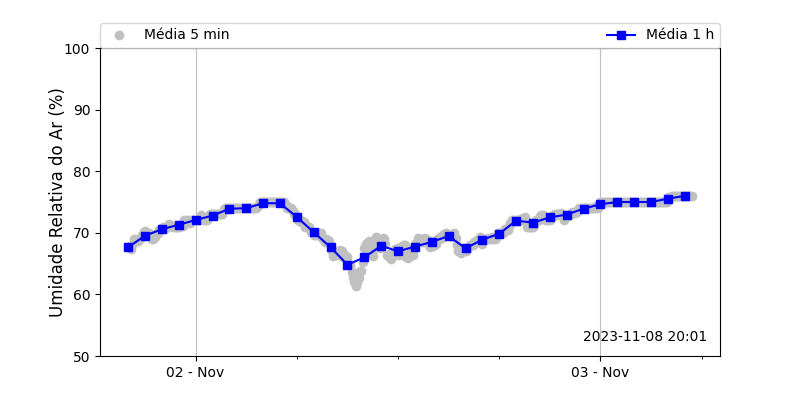 Média 5 min
Média 1 h
100
90
80
70
60
50
Umidade Relativa do Ar (%)
2023-11-08 20:01
02 - Nov
03 - Nov